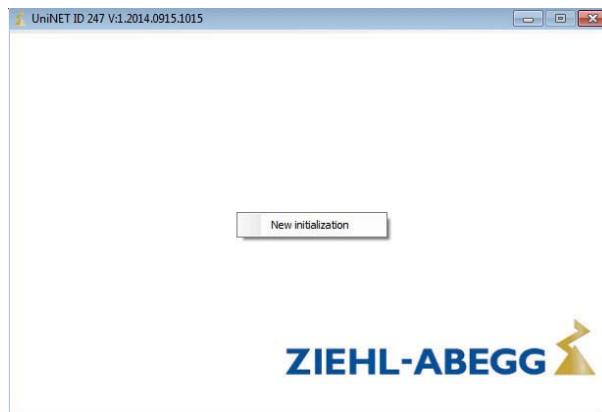 UniNET ID 247 V:1.2014.0915.1015
New initialization
ZIEHL-ABEGG